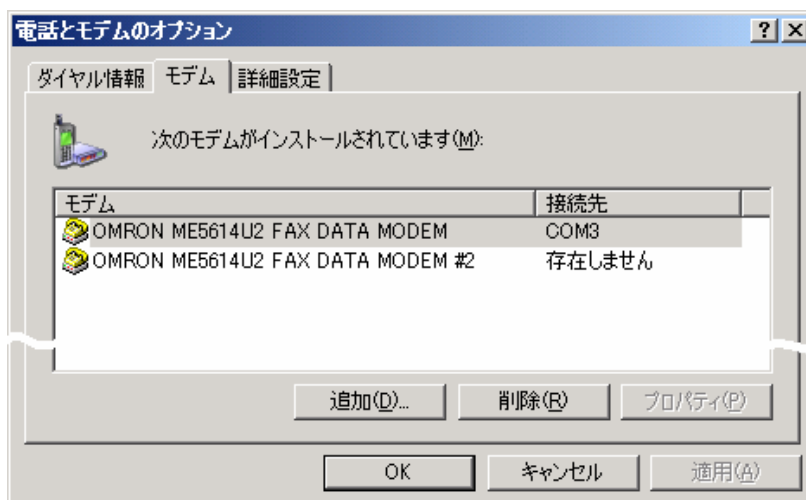 電話とモデムのオプション
ダイヤル情報 モデム 詳細設定
次のモデムがインストールされています(M):
モデム 接続先
OMRON ME5614U2 FAX DATA MODEM COM3
OMRON ME5614U2 FAX DATA MODEM #2 存在しません
追加(D)... 削除(R) プロパティ(P)
OK キャンセル 適用(A)